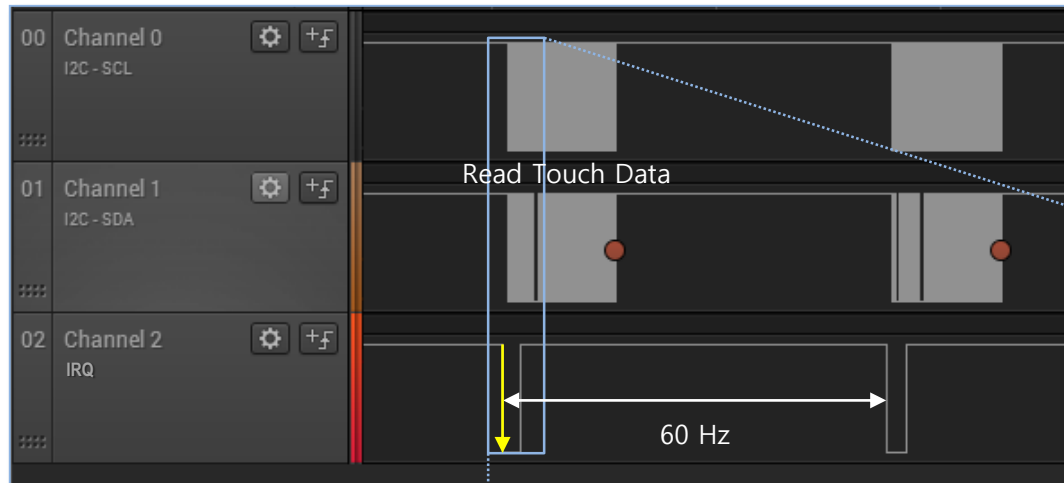 00 Channel 0
I2C - SCL
Read Touch Data
01 Channel 1
I2C - SDA
02 Channel 2
IRQ
60 Hz